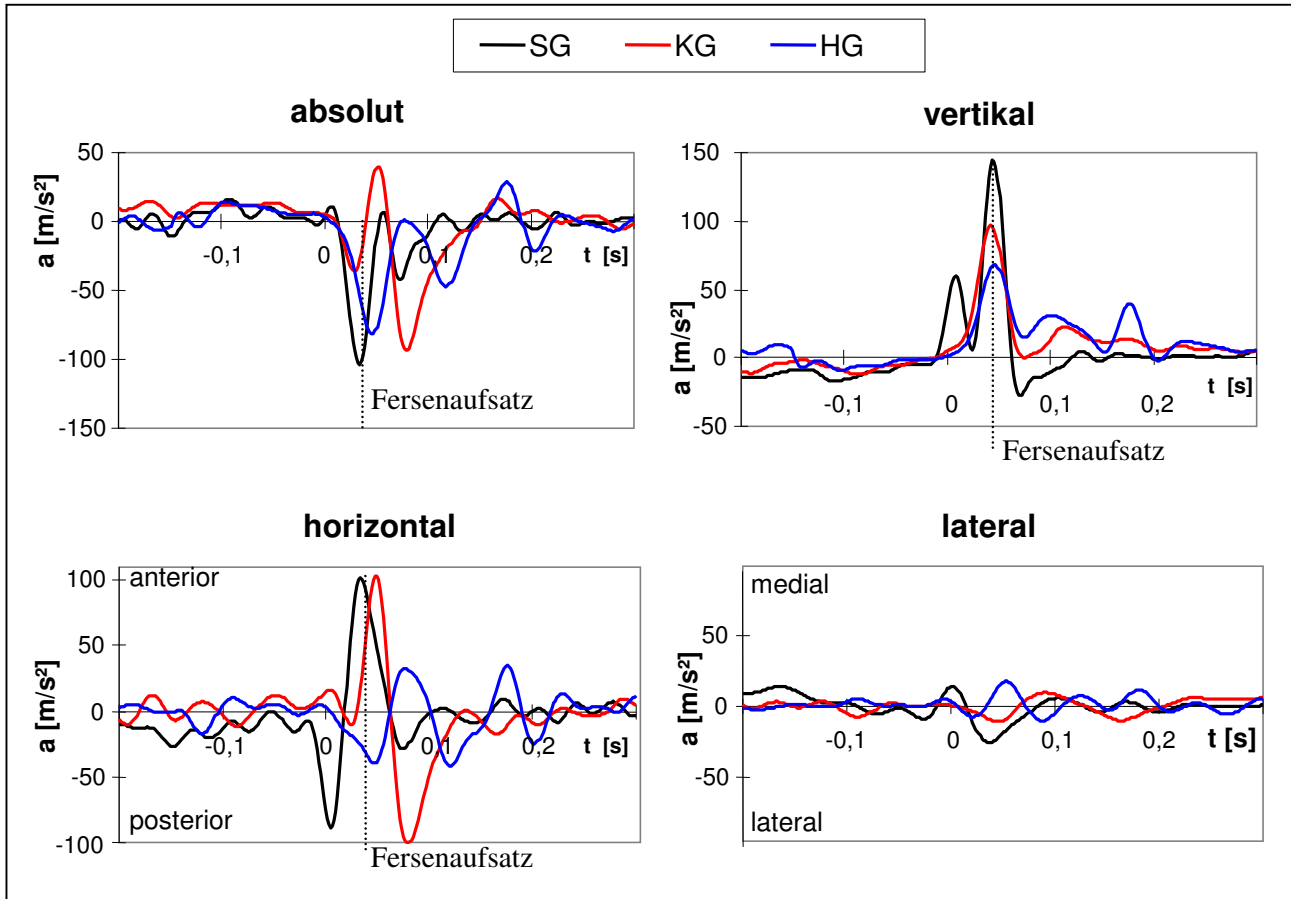 SG KG HG
absolut
50
0
-50
-100
-150
a [m/s²]
-0,1 0 0,1 0,2 t [s]
Fersenaufsatz
vertikal
150
100
50
0
-50
a [m/s²]
-0,1 0 0,1 0,2 t [s]
Fersenaufsatz
horizontal
anterior
100
50
0
-50
-100
a [m/s²]
-0,1 0 0,1 0,2 t [s]
posterior
Fersenaufsatz
lateral
medial
50
0
-50
a [m/s²]
-0,1 0 0,1 0,2 t [s]
lateral